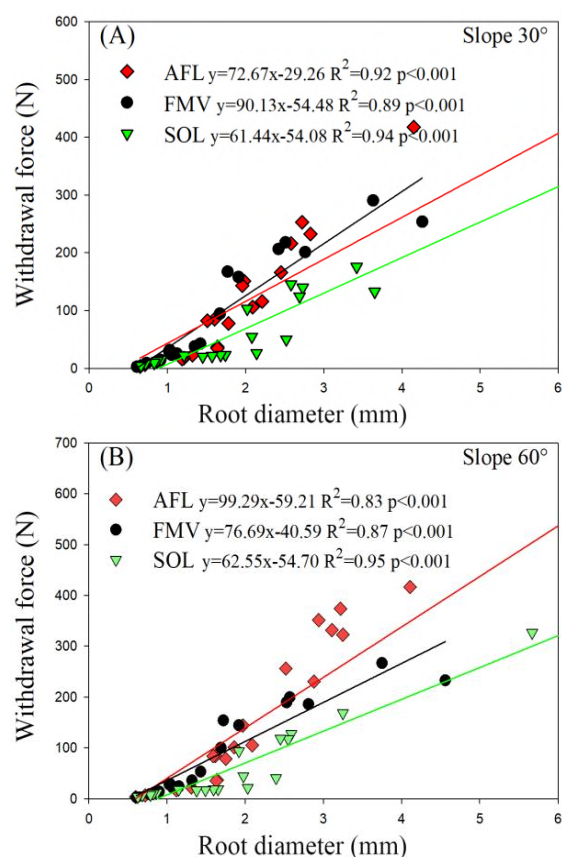 600
(A)
Slope 30°
500
AFL y=72.67x-29.26 R²=0.92 p<0.001
FMV y=90.13x-54.48 R²=0.89 p<0.001
400
SOL y=61.44x-54.08 R²=0.94 p<0.001
300
200
100
0
Withdrawal force (N)
0 1 2 3 4 5 6
Root diameter (mm)
700
(B)
Slope 60°
600
AFL y=99.29x-59.21 R²=0.83 p<0.001
FMV y=76.69x-40.59 R²=0.87 p<0.001
500
SOL y=62.55x-54.70 R²=0.95 p<0.001
400
300
200
100
0
Withdrawal force (N)
0 1 2 3 4 5 6
Root diameter (mm)